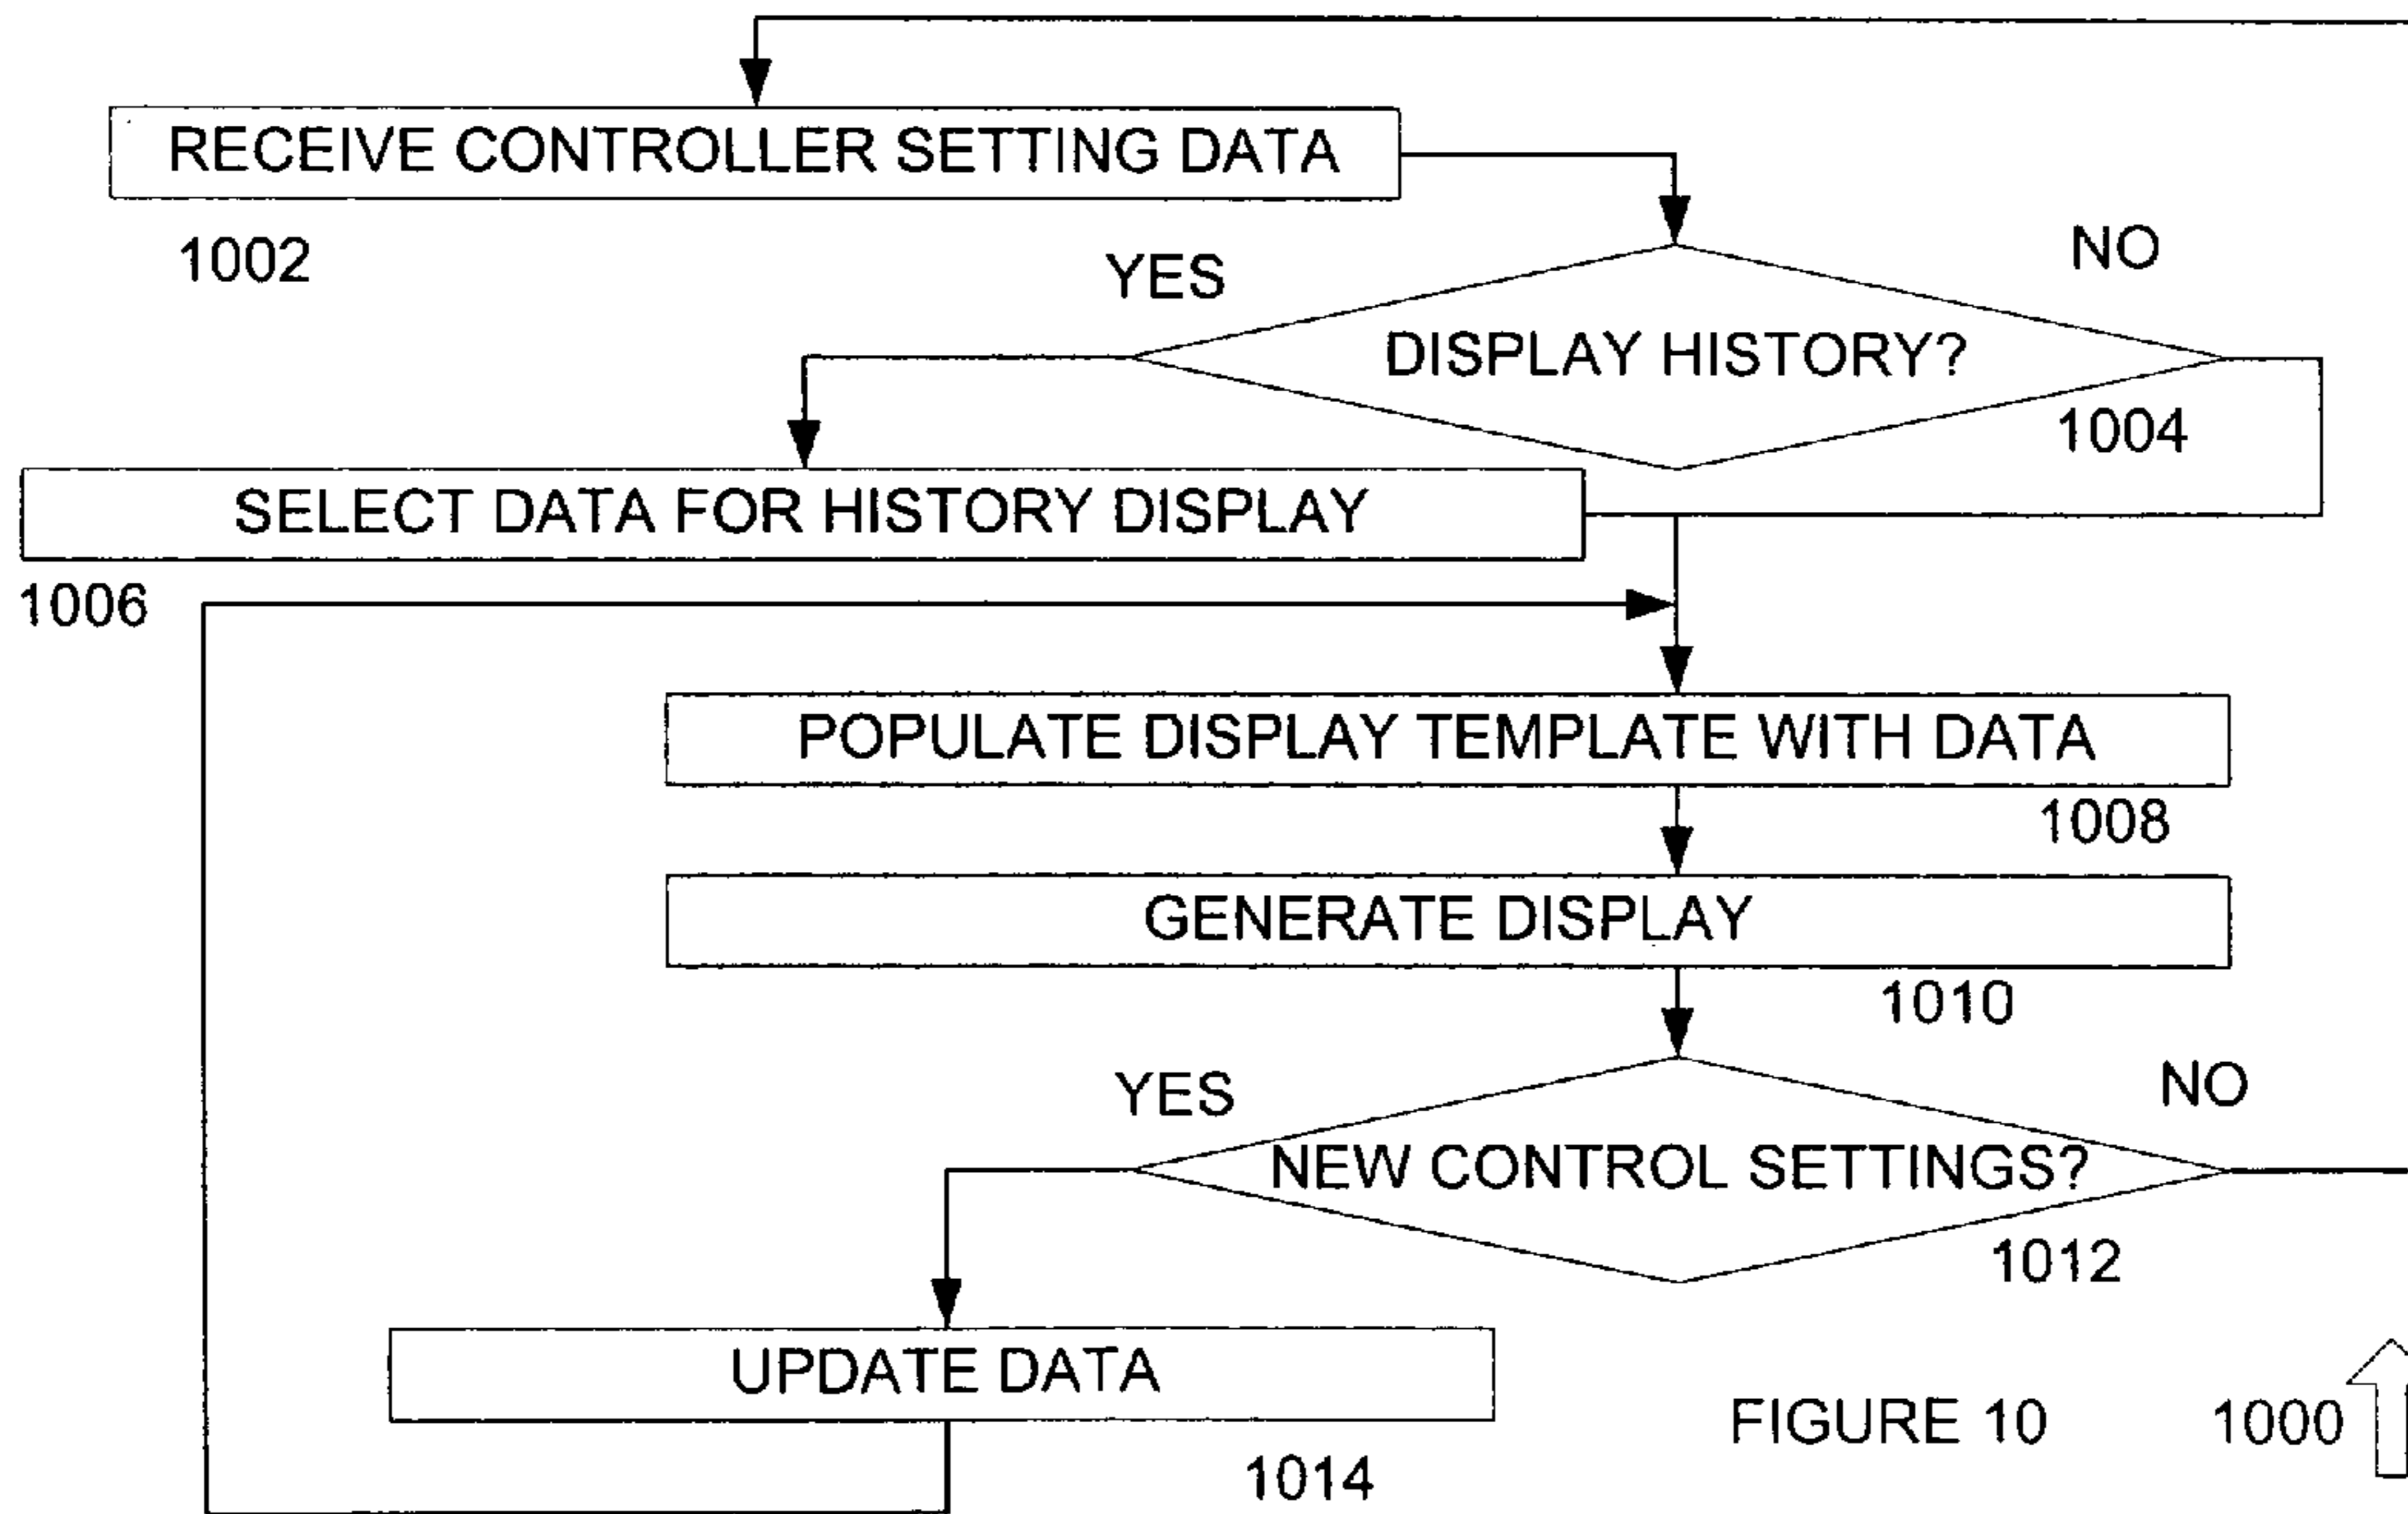 RECEIVE CONTROLLER SETTING DATA
1002
YES
NO
DISPLAY HISTORY?
1004
SELECT DATA FOR HISTORY DISPLAY
1006
POPULATE DISPLAY TEMPLATE WITH DATA
1008
GENERATE DISPLAY
1010
YES
NO
NEW CONTROL SETTINGS?
1012
UPDATE DATA
1014
FIGURE 10
1000